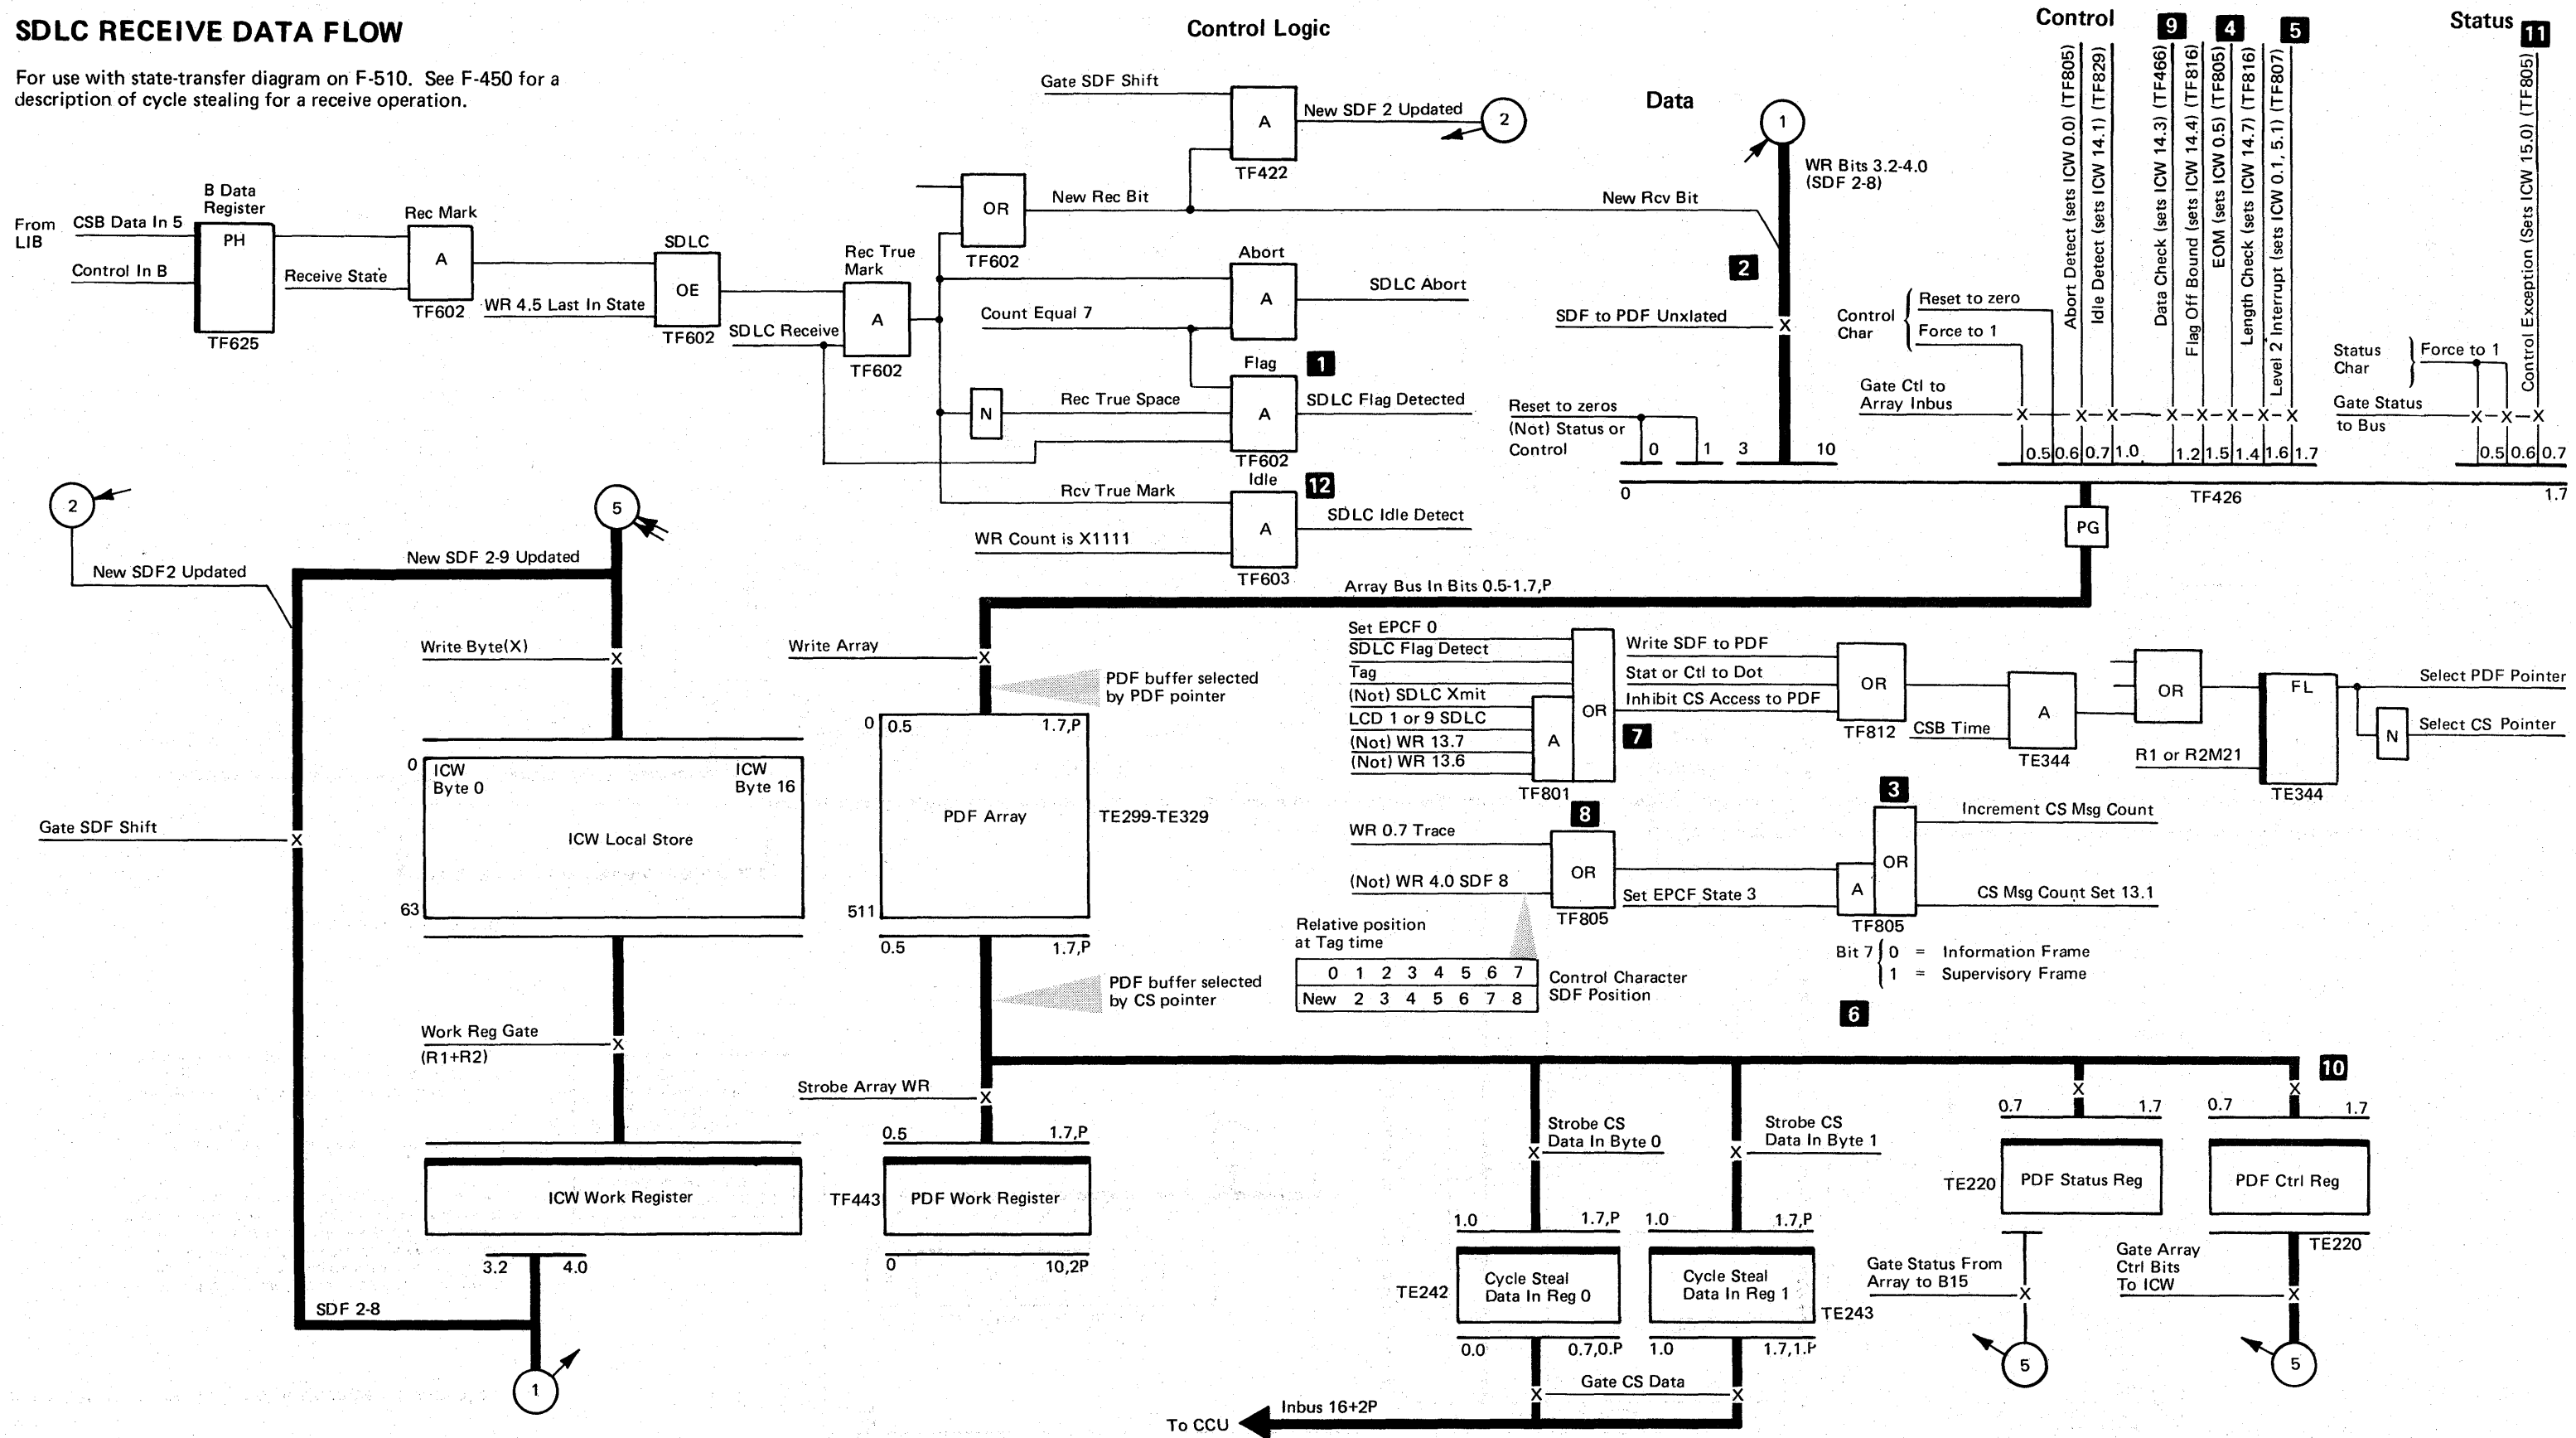 SDLC RECEIVE DATA FLOW
For use with state-transfer diagram on F-510. See F-450 for a
description of cycle stealing for a receive operation.
Control Logic
Gate SDF Shift
A
New SDF 2 Updated
2
TF422
Data
1
WR Bits 3.2-4.0
(SDF 2-8)
Control
9
4
5
Status
11
Abort Detect (sets ICW 0.0) (TF805)
Idle Detect (sets ICW 14.1) (TF829)
Data Check (sets ICW 14.3) (TF466)
Flag Off Bound (sets ICW 14.4) (TF816)
EOM (sets ICW 0.5) (TF805)
Length Check (sets ICW 14.7) (TF816)
Level 2 Interrupt (sets ICW 0.1, 5.1) (TF807)
Control Exception (Sets ICW 15.0) (TF805)
From
LIB
CSB Data In 5
Control In B
B Data
Register
PH
TF625
Rec Mark
A
Receive State
TF602
SDLC
OE
WR 4.5 Last In State
TF602
Rec True
Mark
A
SDLC Receive
TF602
OR
TF602
New Rec Bit
New Rcv Bit
Abort
A
SDLC Abort
Count Equal 7
Flag
1
N
Rec True Space
A
SDLC Flag Detected
TF602
Idle
12
Rcv True Mark
A
SDLC Idle Detect
WR Count is X1111
TF603
2
SDF to PDF Unxlated
X
Reset to zeros
(Not) Status or
Control
0
1
3
10
Control
Char
Reset to zero
Force to 1
Gate Ctl to
Array Inbus
X X X X X X X X
0.5 0.6 0.7 1.0 1.2 1.5 1.4 1.6 1.7
Status
Char
Force to 1
Gate Status
to Bus
X X X
0.5 0.6 0.7
0
TF426
1.7
PG
Array Bus In Bits 0.5-1.7,P
2
New SDF2 Updated
5
New SDF 2-9 Updated
Write Byte(X)
X
Write Array
X
PDF buffer selected
by PDF pointer
0
ICW
Byte 0
ICW
Byte 16
ICW Local Store
63
Gate SDF Shift
X
0
0.5
1.7,P
PDF Array
TE299-TE329
511
0.5
1.7,P
PDF buffer selected
by CS pointer
Set EPCF 0
SDLC Flag Detect
Tag
(Not) SDLC Xmit
LCD 1 or 9 SDLC
(Not) WR 13.7
(Not) WR 13.6
A
OR
TF801
7
Write SDF to PDF
Stat or Ctl to Dot
Inhibit CS Access to PDF
OR
TF812
CSB Time
A
TE344
OR
R1 or R2M21
FL
TE344
Select PDF Pointer
N
Select CS Pointer
8
WR 0.7 Trace
(Not) WR 4.0 SDF 8
OR
TF805
Set EPCF State 3
3
A
OR
TF805
Increment CS Msg Count
CS Msg Count Set 13.1
Relative position
at Tag time
0 1 2 3 4 5 6 7
New 2 3 4 5 6 7 8
Control Character
SDF Position
Bit 7
0 = Information Frame
1 = Supervisory Frame
6
Work Reg Gate
(R1+R2)
X
Strobe Array WR
X
0.5
1.7,P
ICW Work Register
TF443
PDF Work Register
0
10,2P
3.2
4.0
SDF 2-8
1
Strobe CS
Data In Byte 0
X
Strobe CS
Data In Byte 1
X
1.0
1.7,P
1.0
1.7,P
TE242
Cycle Steal
Data In Reg 0
Cycle Steal
Data In Reg 1
TE243
0.0
0.7,0.P
1.0
1.7,1.P
Gate CS Data
X
X
Inbus 16+2P
To CCU
10
X
X
0.7
1.7
0.7
1.7
TE220
PDF Status Reg
PDF Ctrl Reg
TE220
Gate Status From
Array to B15
X
Gate Array
Ctrl Bits
To ICW
X
5
5